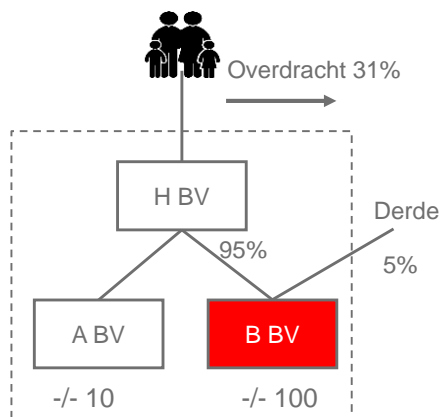 Overdracht 31%
H BV
Derde
95%
5%
A BV
B BV
-/- 10
-/- 100